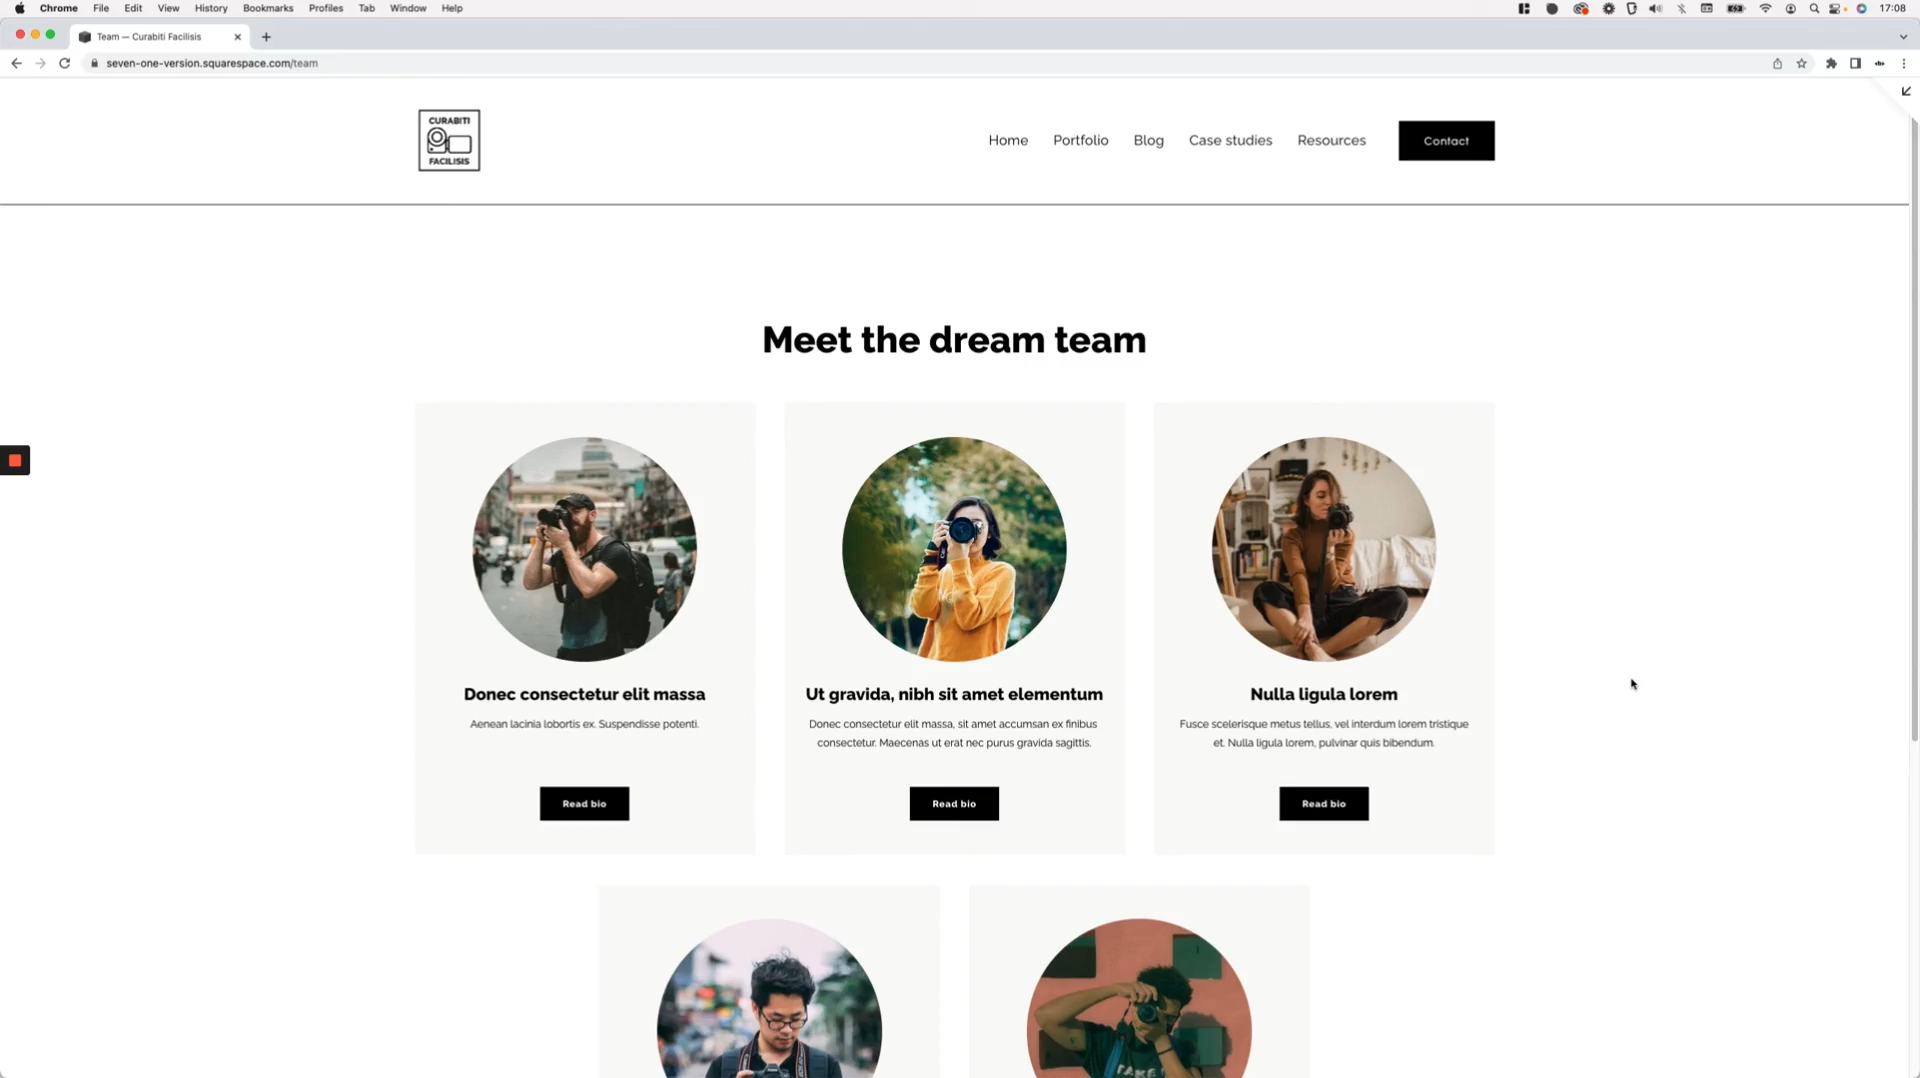 Chrome File Edit View History Bookmarks Profiles Tab Window Help 17:08
Team — Curabiti Facilisis
seven-one-version.squarespace.com/team
CURABITI
FACILISIS
Home Portfolio Blog Case studies Resources Contact
Meet the dream team
Donec consectetur elit massa
Aenean lacinia lobortis ex. Suspendisse potenti.
Read bio
Ut gravida, nibh sit amet elementum
Donec consectetur elit massa, sit amet accumsan ex finibus
consectetur. Maecenas ut erat nec purus gravida sagittis.
Read bio
Nulla ligula lorem
Fusce scelerisque metus tellus, vel interdum lorem tristique
et. Nulla ligula lorem, pulvinar quis bibendum.
Read bio
TAKE